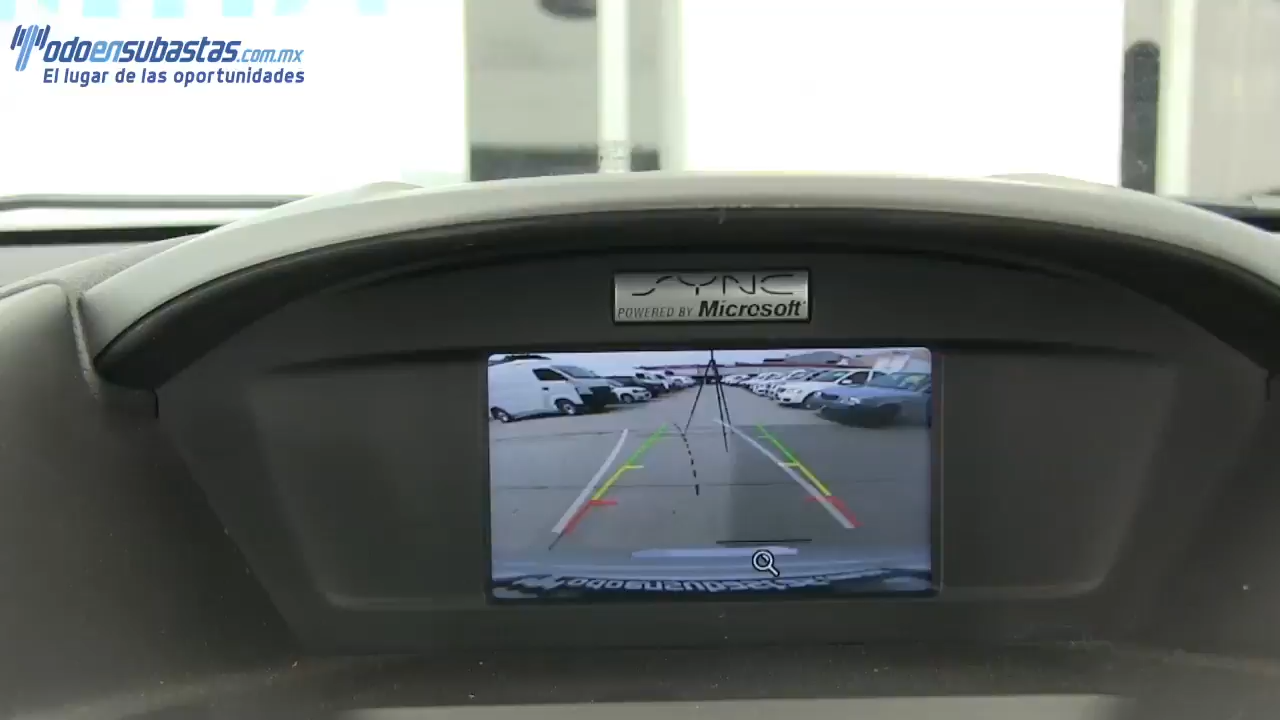 Todoensubastas.com.mx
El lugar de las oportunidades
SYNC
POWERED BY Microsoft